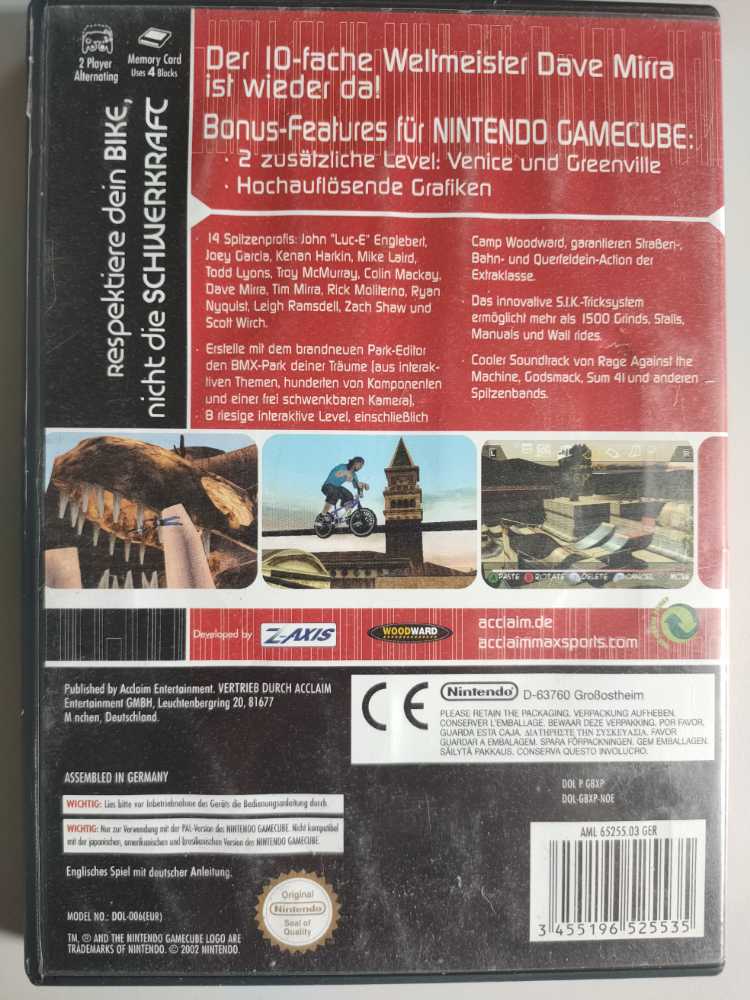 2 Player
Alternating
Memory Card
Uses 4 Blocks
Respektiere dein BIKE,
nicht die SCHWERKRAFT
Der 10-fache Weltmeister Dave Mirra
ist wieder da!
Bonus-Features für NINTENDO GAMECUBE:
· 2 zusätzliche Level: Venice und Greenville
· Hochauflösende Grafiken
· 14 Spitzenprofis: John "Luc-E" Englebert,
Joey Garcia, Kenan Harkin, Mike Laird,
Todd Lyons, Troy McMurray, Colin Mackay,
Dave Mirra, Tim Mirra, Rick Moliterno, Ryan
Nyquist, Leigh Ramsdell, Zach Shaw und
Scott Wirch.
· Erstelle mit dem brandneuen Park-Editor
den BMX-Park deiner Träume (aus interak-
tiven Themen, hunderten von Komponenten
und einer frei schwenkbaren Kamera).
· 8 riesige interaktive Level, einschließlich
Camp Woodward, garantieren Straßen-,
Bahn- und Querfeldein-Action der
Extraklasse.
· Das innovative S.I.K.-Tricksystem
ermöglicht mehr als 1500 Grinds, Stalls,
Manuals und Wall rides.
· Cooler Soundtrack von Rage Against the
Machine, Godsmack, Sum 41 und anderen
Spitzenbands.
L R
A PASTE B ROTATE DELETE CANCEL MOVE
Developed by Z-AXIS
WOODWARD
acclaim.de
acclaimmaxsports.com
Published by Acclaim Entertainment. VERTRIEB DURCH ACCLAIM
Entertainment GMBH, Leuchtenbergring 20, 81677
M nchen, Deutschland.
CE
Nintendo D-63760 Großostheim
PLEASE RETAIN THE PACKAGING. VERPACKUNG AUFHEBEN.
CONSERVER L'EMBALLAGE. BEWAAR DEZE VERPAKKING. POR FAVOR,
GUARDA ESTA CAJA. ΔΙΑΤΗΡΗΣΤΕ ΤΗΝ ΣΥΣΚΕΥΑΣΙΑ. FAVOR
GUARDAR A EMBALAGEM. SPARA FÖRPACKNINGEN. GEM EMBALLAGEN.
SÄILYTÄ PAKKAUS. CONSERVA QUESTO INVOLUCRO.
ASSEMBLED IN GERMANY
WICHTIG: Lies bitte vor Inbetriebnahme des Geräts die Bedienungsanleitung durch.
WICHTIG: Nur zur Verwendung mit der PAL-Version des NINTENDO GAMECUBE. Nicht kompatibel
mit der japanischen, amerikanischen und brasilianischen Version des NINTENDO GAMECUBE.
Englisches Spiel mit deutscher Anleitung.
MODEL NO.: DOL-006(EUR)
TM, ® AND THE NINTENDO GAMECUBE LOGO ARE
TRADEMARKS OF NINTENDO. © 2002 NINTENDO.
Original
Nintendo
Seal of
Quality
DOL P GBXP
DOL-GBXP-NOE
AML 65255.03 GER
3 455196 525535